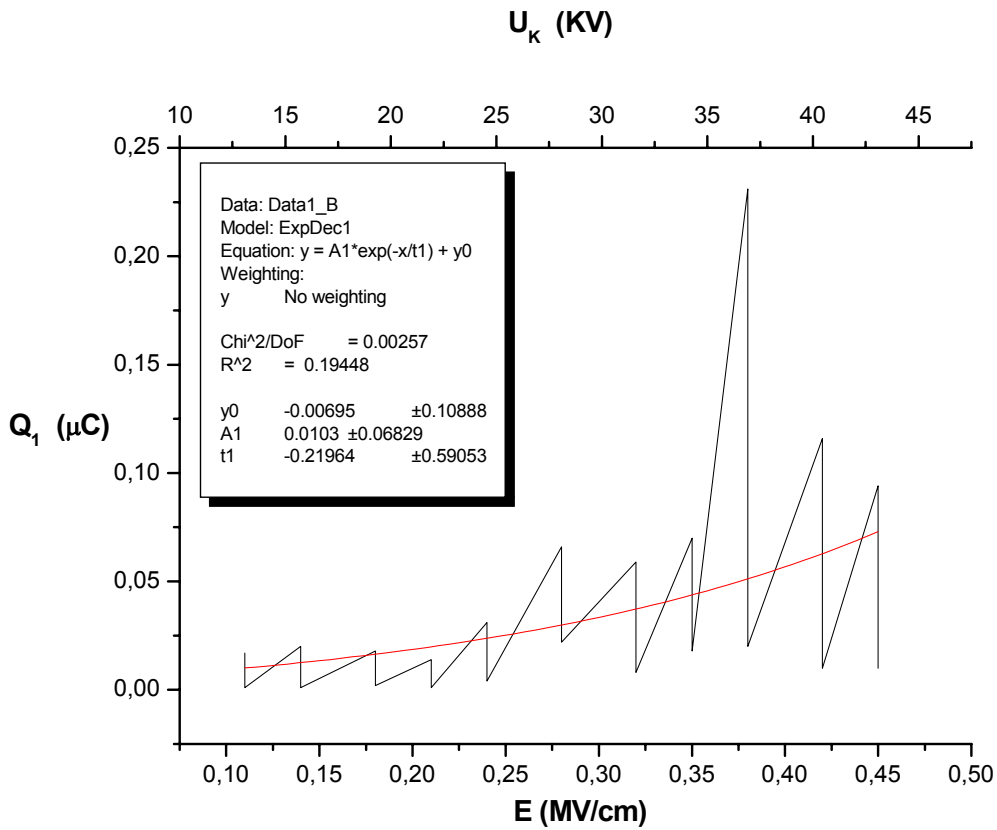 U_K (KV)
10 15 20 25 30 35 40 45
0,25
0,20
0,15
0,10
0,05
0,00
Q_1 (μC)
Data: Data1_B
Model: ExpDec1
Equation: y = A1*exp(-x/t1) + y0
Weighting:
y No weighting
Chi^2/DoF = 0.00257
R^2 = 0.19448
y0 -0.00695 ±0.10888
A1 0.0103 ±0.06829
t1 -0.21964 ±0.59053
0,10 0,15 0,20 0,25 0,30 0,35 0,40 0,45 0,50
E (MV/cm)